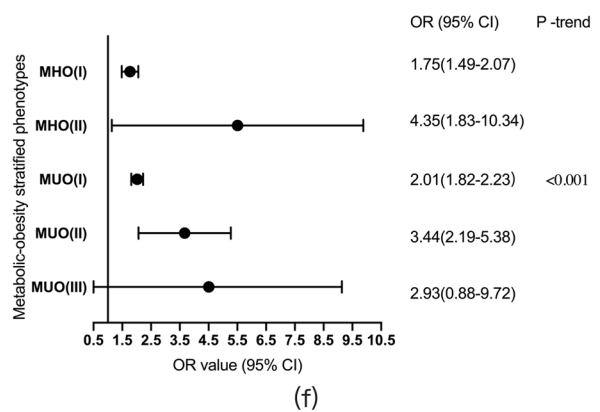 OR (95% CI) P -trend
Metabolic-obesity stratified phenotypes
MHO(I) 1.75(1.49-2.07)
MHO(II) 4.35(1.83-10.34)
MUO(I) 2.01(1.82-2.23) <0.001
MUO(II) 3.44(2.19-5.38)
MUO(III) 2.93(0.88-9.72)
0.5 1.5 2.5 3.5 4.5 5.5 6.5 7.5 8.5 9.5 10.5
OR value (95% CI)
(f)